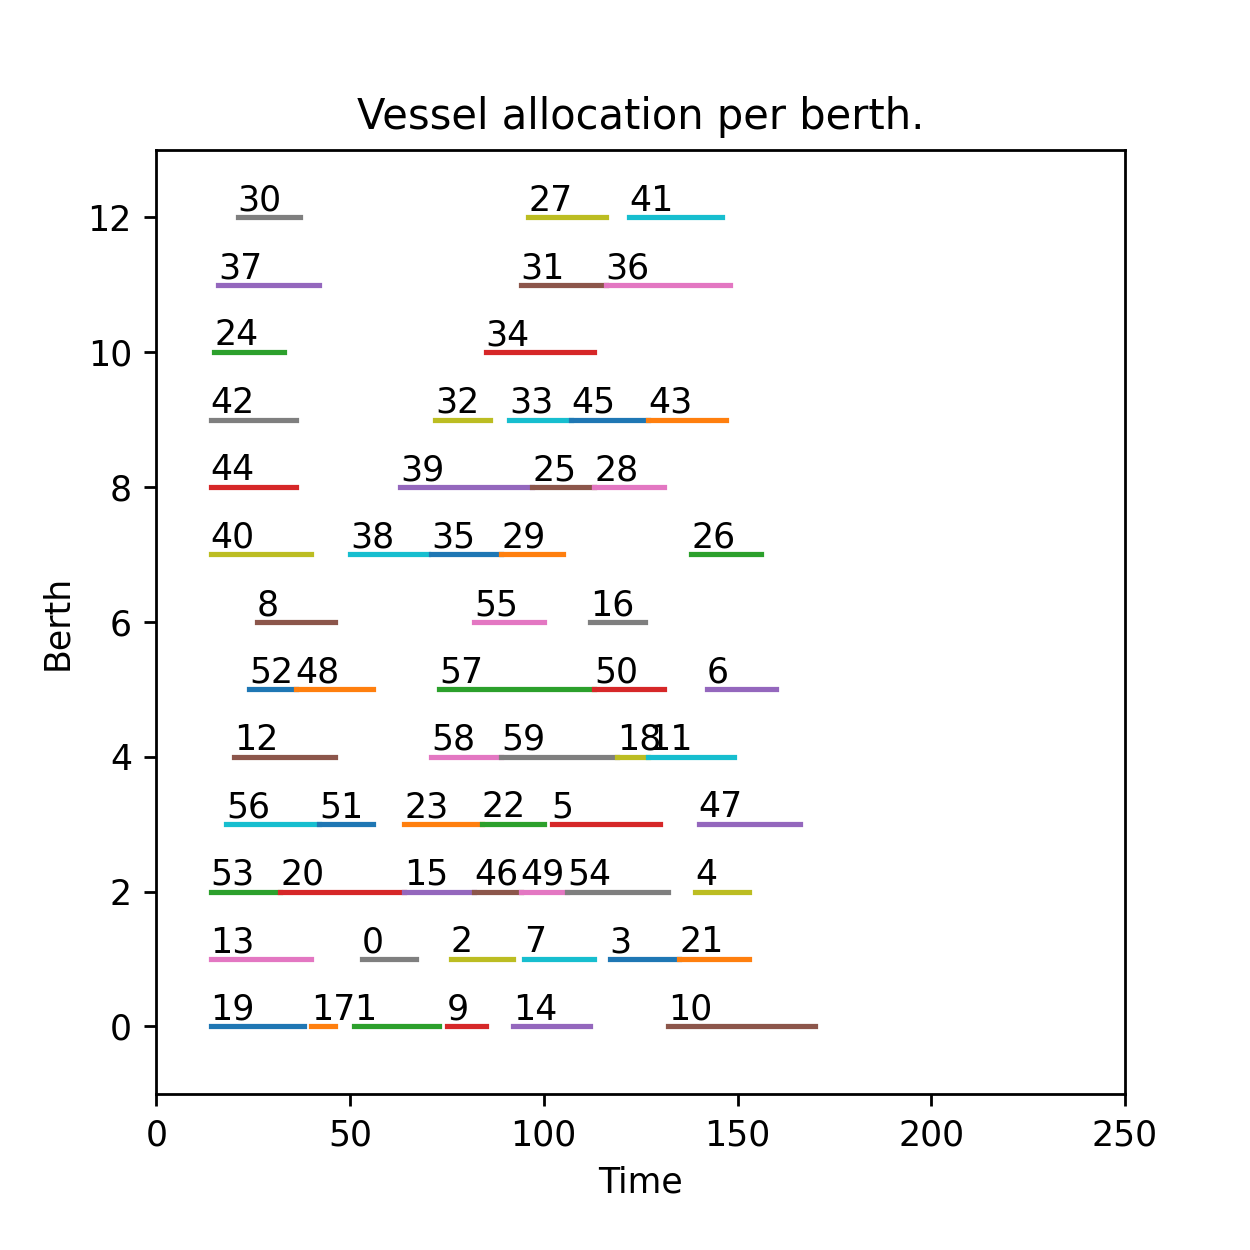 Vessel allocation per berth.
12 30 27 41
37 31 36
10 24 34
42 32 33 45 43
8 44 39 25 28
40 38 35 29 26
6 8 55 16
52 48 57 50 6
4 12 58 59 18 11
56 51 23 22 5 47
2 53 20 15 46 49 54 4
13 0 2 7 3 21
0 19 17 1 9 14 10
Berth
0 50 100 150 200 250
Time